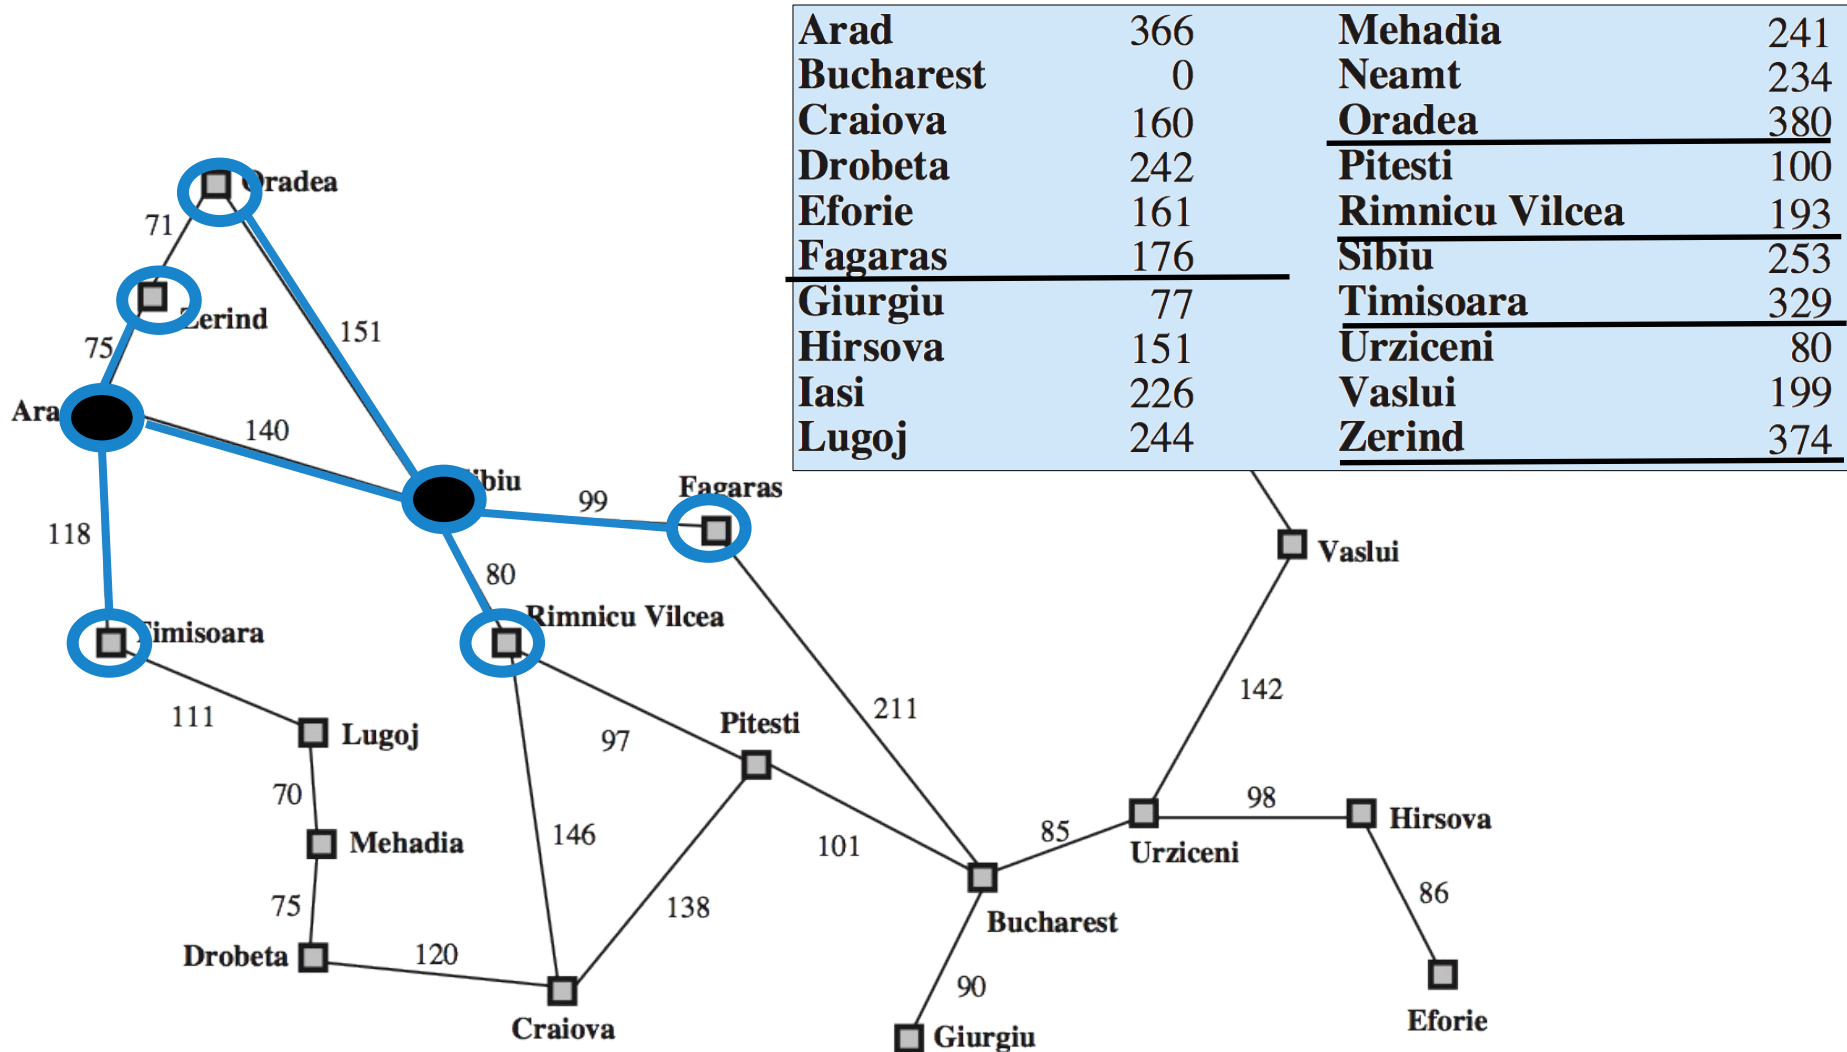 Arad 366 Mehadia 241
Bucharest 0 Neamt 234
Craiova 160 Oradea 380
Drobeta 242 Pitesti 100
Eforie 161 Rimnicu Vilcea 193
Fagaras 176 Sibiu 253
Giurgiu 77 Timisoara 329
Hirsova 151 Urziceni 80
Iasi 226 Vaslui 199
Lugoj 244 Zerind 374
Oradea
71
Zerind
151
75
Ara
140
ibiu
Fagaras
99
118
Vaslui
80
Rimnicu Vilcea
Timisoara
142
111
211
Pitesti
Lugoj
97
70
98
Hirsova
146
Mehadia
85
101
Urziceni
86
75
138
Bucharest
Drobeta
120
90
Craiova
Eforie
Giurgiu